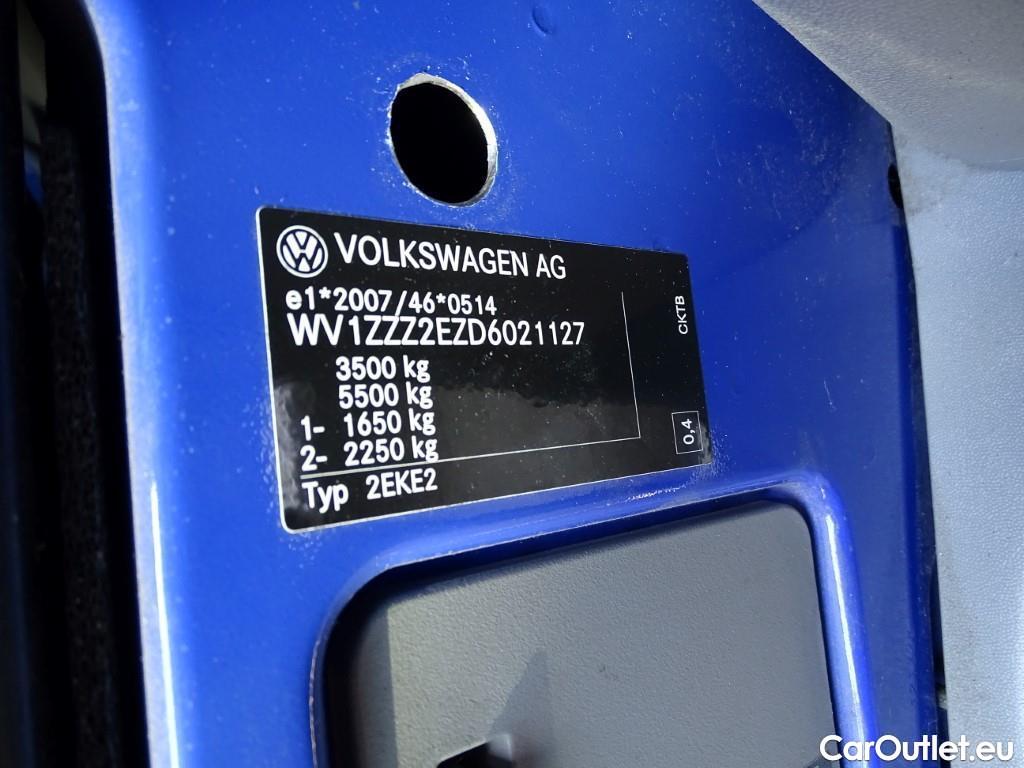 VOLKSWAGEN AG
e1*2007/46*0514
WV1ZZZ2EZD6021127
3500 kg
5500 kg
1- 1650 kg
2- 2250 kg
Typ 2EKE2
CKTB
0,4
CarOutlet.eu